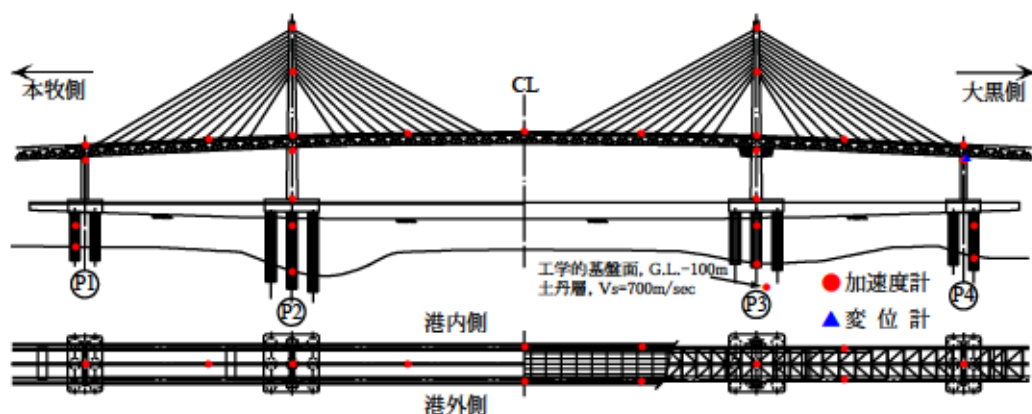 本牧側
CL
大黒側
工学的基盤面, G.L.-100m
土丹層, Vs=700m/sec
加速度計
変位計
P1
P2
P3
P4
港内側
港外側